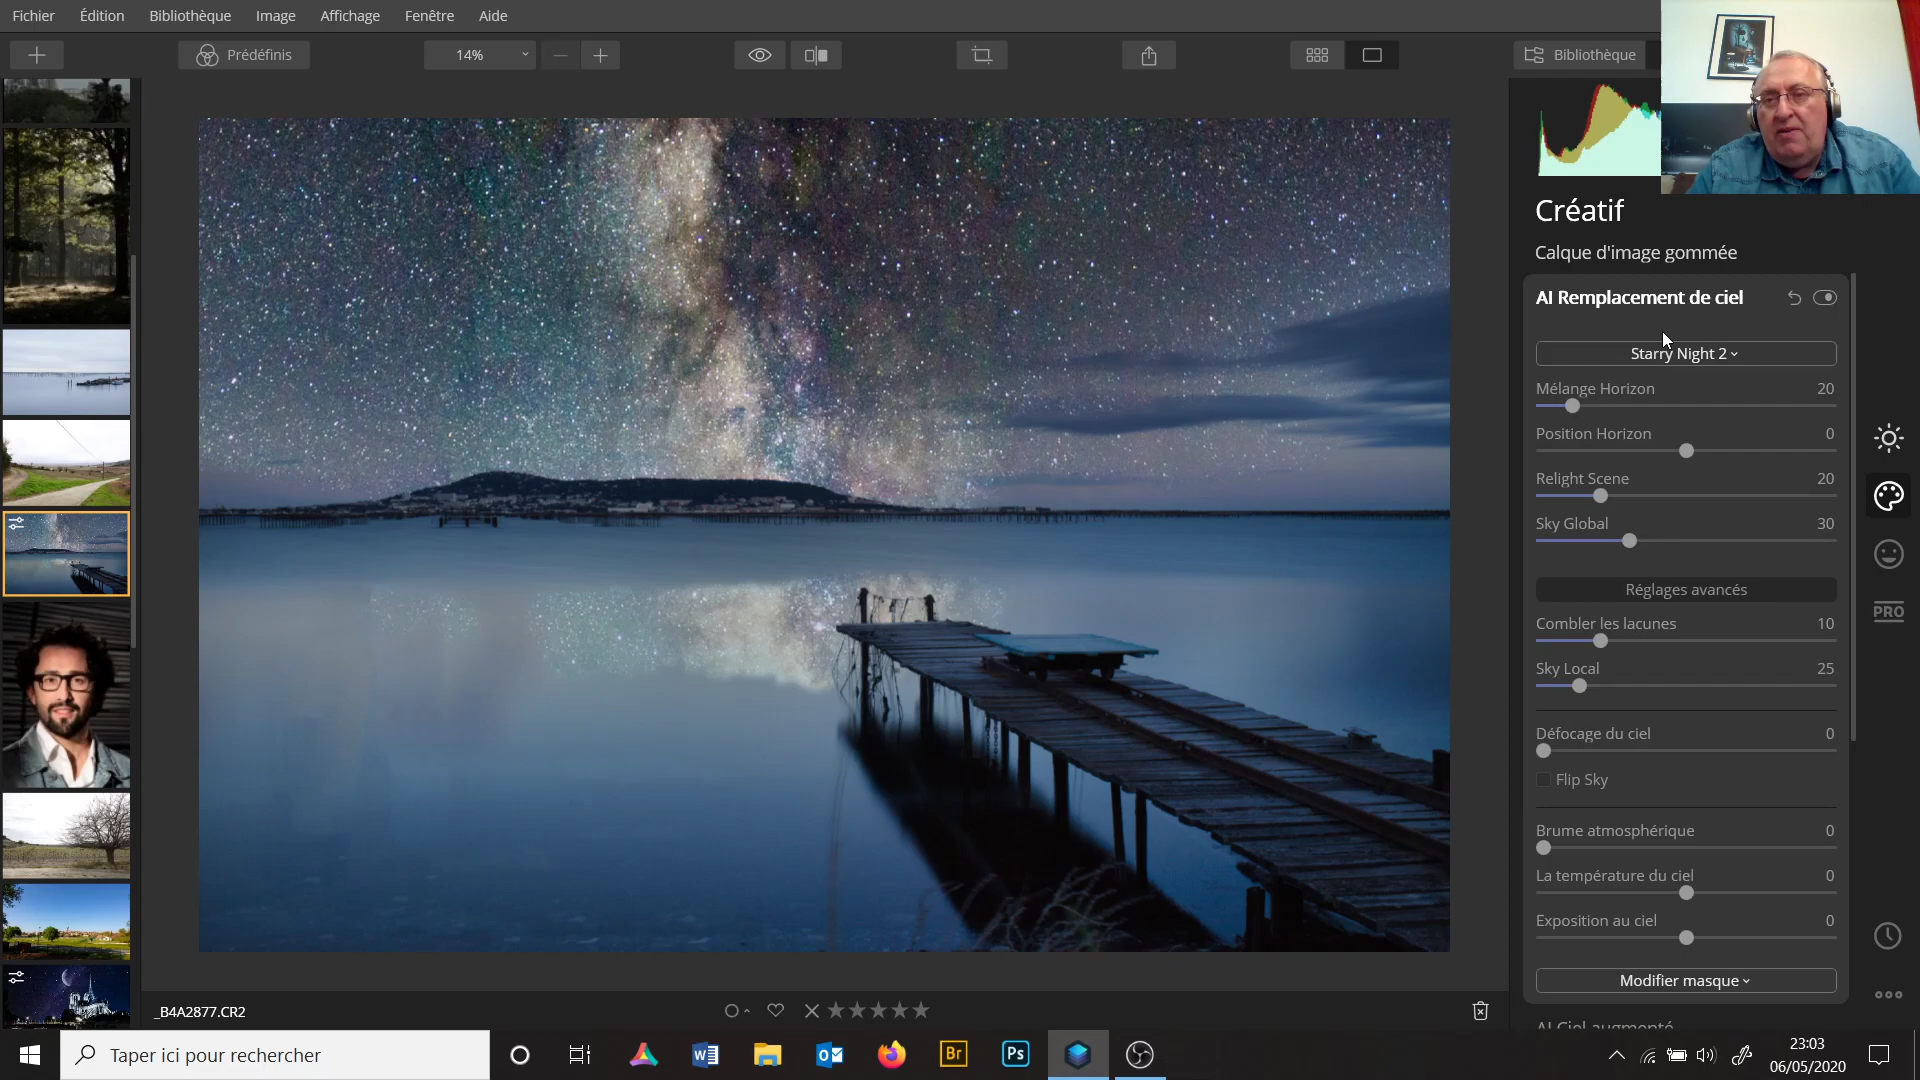 Fichier Édition Bibliothèque Image Affichage Fenêtre Aide
Prédéfinis 14% Bibliothèque
Créatif
Calque d'image gommée
AI Remplacement de ciel
Starry Night 2
Mélange Horizon 20
Position Horizon 0
Relight Scene 20
Sky Global 30
Réglages avancés
Combler les lacunes 10
Sky Local 25
Défocage du ciel 0
Flip Sky
Brume atmosphérique 0
La température du ciel 0
Exposition au ciel 0
Modifier masque
AI Ciel augmenté
PRO
_B4A2877.CR2
Taper ici pour rechercher
Br
Ps
23:03
06/05/2020